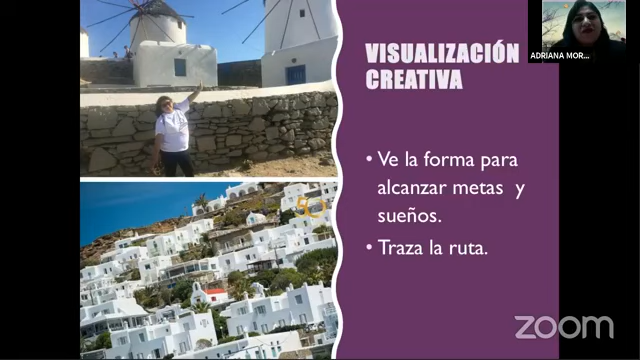 VISUALIZACIÓN
CREATIVA
• Ve la forma para
alcanzar metas y
sueños.
• Traza la ruta.
ADRIANA MOR...
zoom